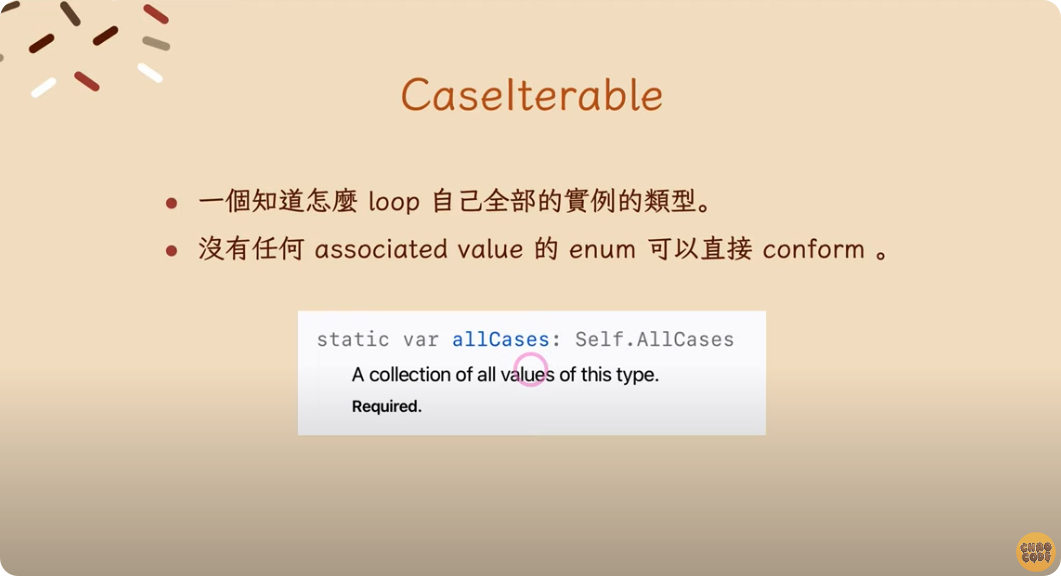 CaseIterable
一個知道怎麼 loop 自己全部的實例的類型。
沒有任何 associated value 的 enum 可以直接 conform 。
static var allCases: Self.AllCases
A collection of all values of this type.
Required.
CHAO
CODE